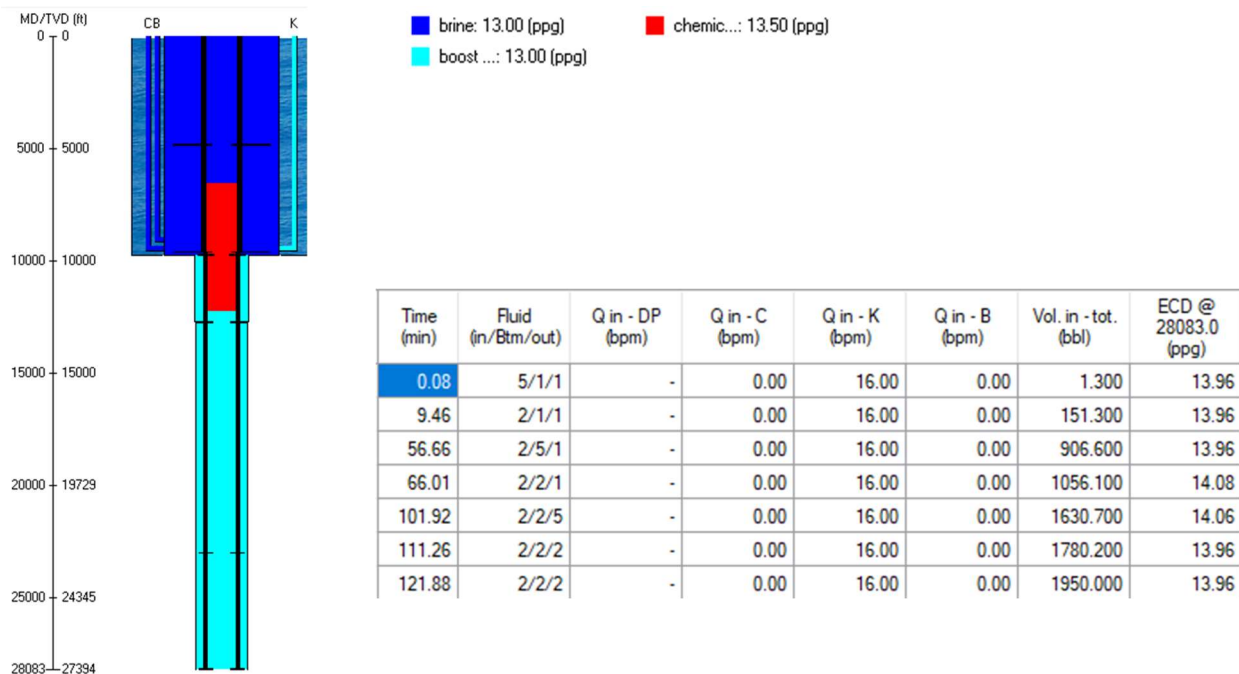 MD/TVD (ft)
CB
K
0 0
5000 5000
10000 10000
15000 15000
20000 19729
25000 24345
28083 27394
brine: 13.00 (ppg)
chemic...: 13.50 (ppg)
boost ...: 13.00 (ppg)
Time (min) Fluid (in/Btm/out) Q in - DP (bpm) Q in - C (bpm) Q in - K (bpm) Q in - B (bpm) Vol. in - tot. (bbl) ECD @ 28083.0 (ppg)
0.08 5/1/1 - 0.00 16.00 0.00 1.300 13.96
9.46 2/1/1 - 0.00 16.00 0.00 151.300 13.96
56.66 2/5/1 - 0.00 16.00 0.00 906.600 13.96
66.01 2/2/1 - 0.00 16.00 0.00 1056.100 14.08
101.92 2/2/5 - 0.00 16.00 0.00 1630.700 14.06
111.26 2/2/2 - 0.00 16.00 0.00 1780.200 13.96
121.88 2/2/2 - 0.00 16.00 0.00 1950.000 13.96